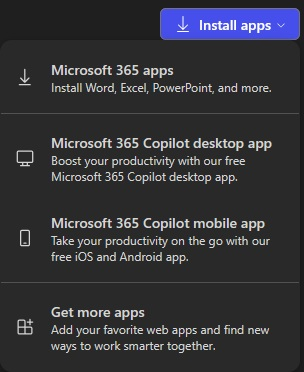 Install apps
Microsoft 365 apps
Install Word, Excel, PowerPoint, and more.
Microsoft 365 Copilot desktop app
Boost your productivity with our free
Microsoft 365 Copilot desktop app.
Microsoft 365 Copilot mobile app
Take your productivity on the go with our
free iOS and Android app.
Get more apps
Add your favorite web apps and find new
ways to work smarter together.